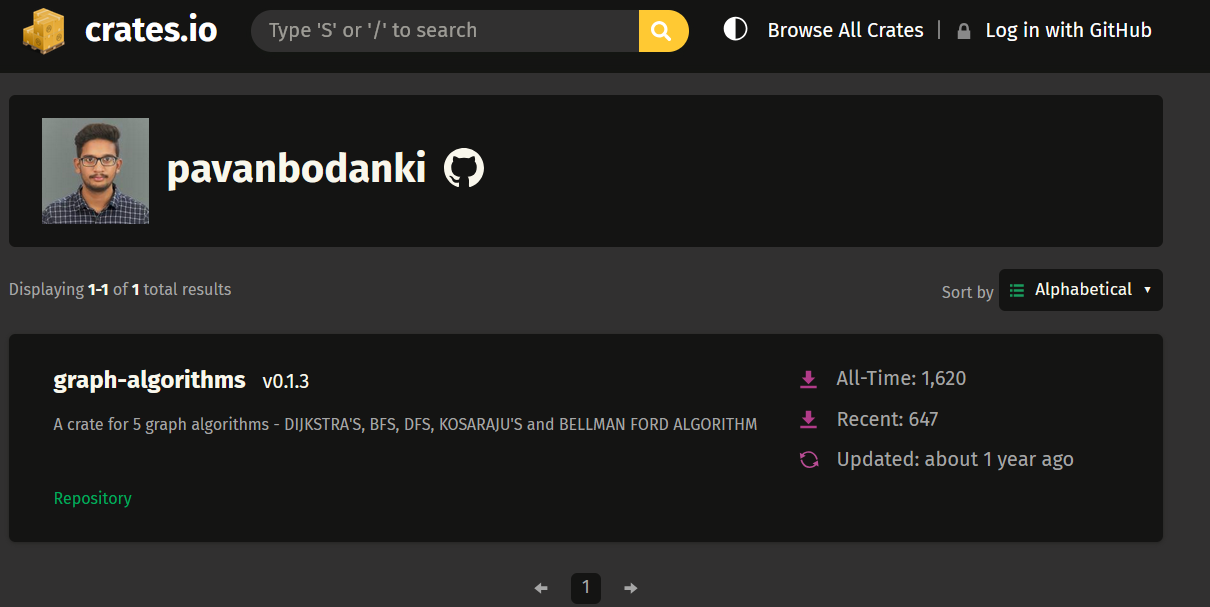 crates.io
Type 'S' or '/' to search
Browse All Crates | Log in with GitHub
pavanbodanki
Displaying 1-1 of 1 total results
Sort by Alphabetical
graph-algorithms v0.1.3
A crate for 5 graph algorithms - DIJKSTRA'S, BFS, DFS, KOSARAJU'S and BELLMAN FORD ALGORITHM
All-Time: 1,620
Recent: 647
Updated: about 1 year ago
Repository
1